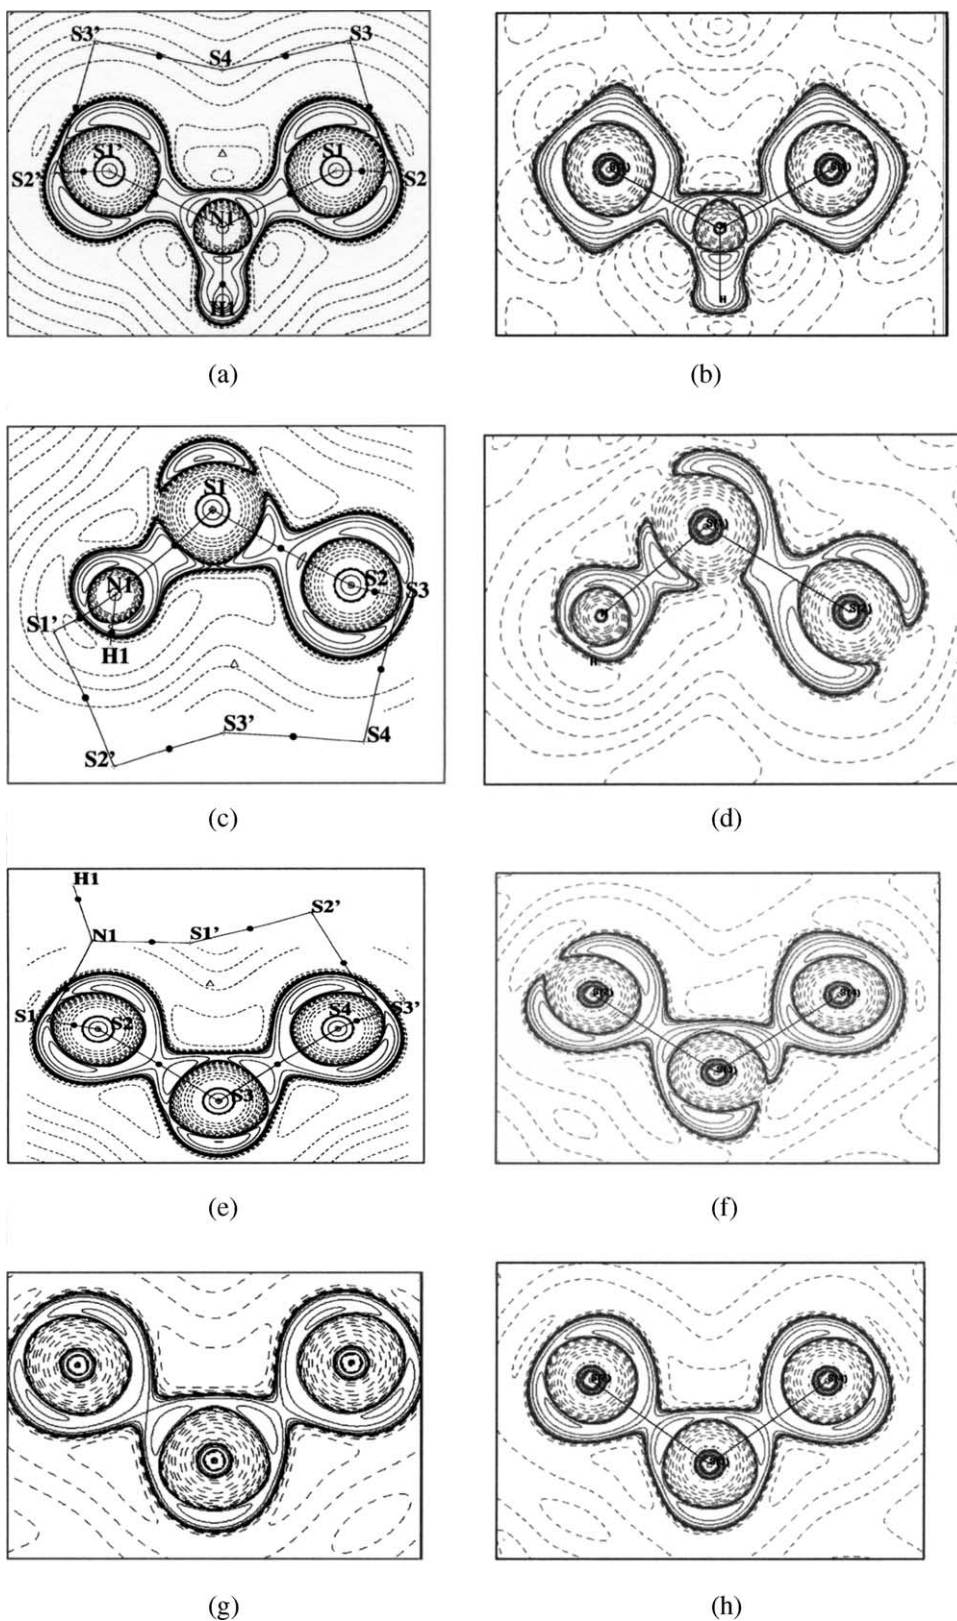 S3’ S3
S4
S1’ S1
S2’ S2
N1
H1
H
(a) (b)
S1
N1 S2 S3
S1’
H1
H
S3’ S4
S2’
(c) (d)
H1
S2’
N1 S1’
S1 S2 S4 S3’
S3
(e) (f)
(g) (h)